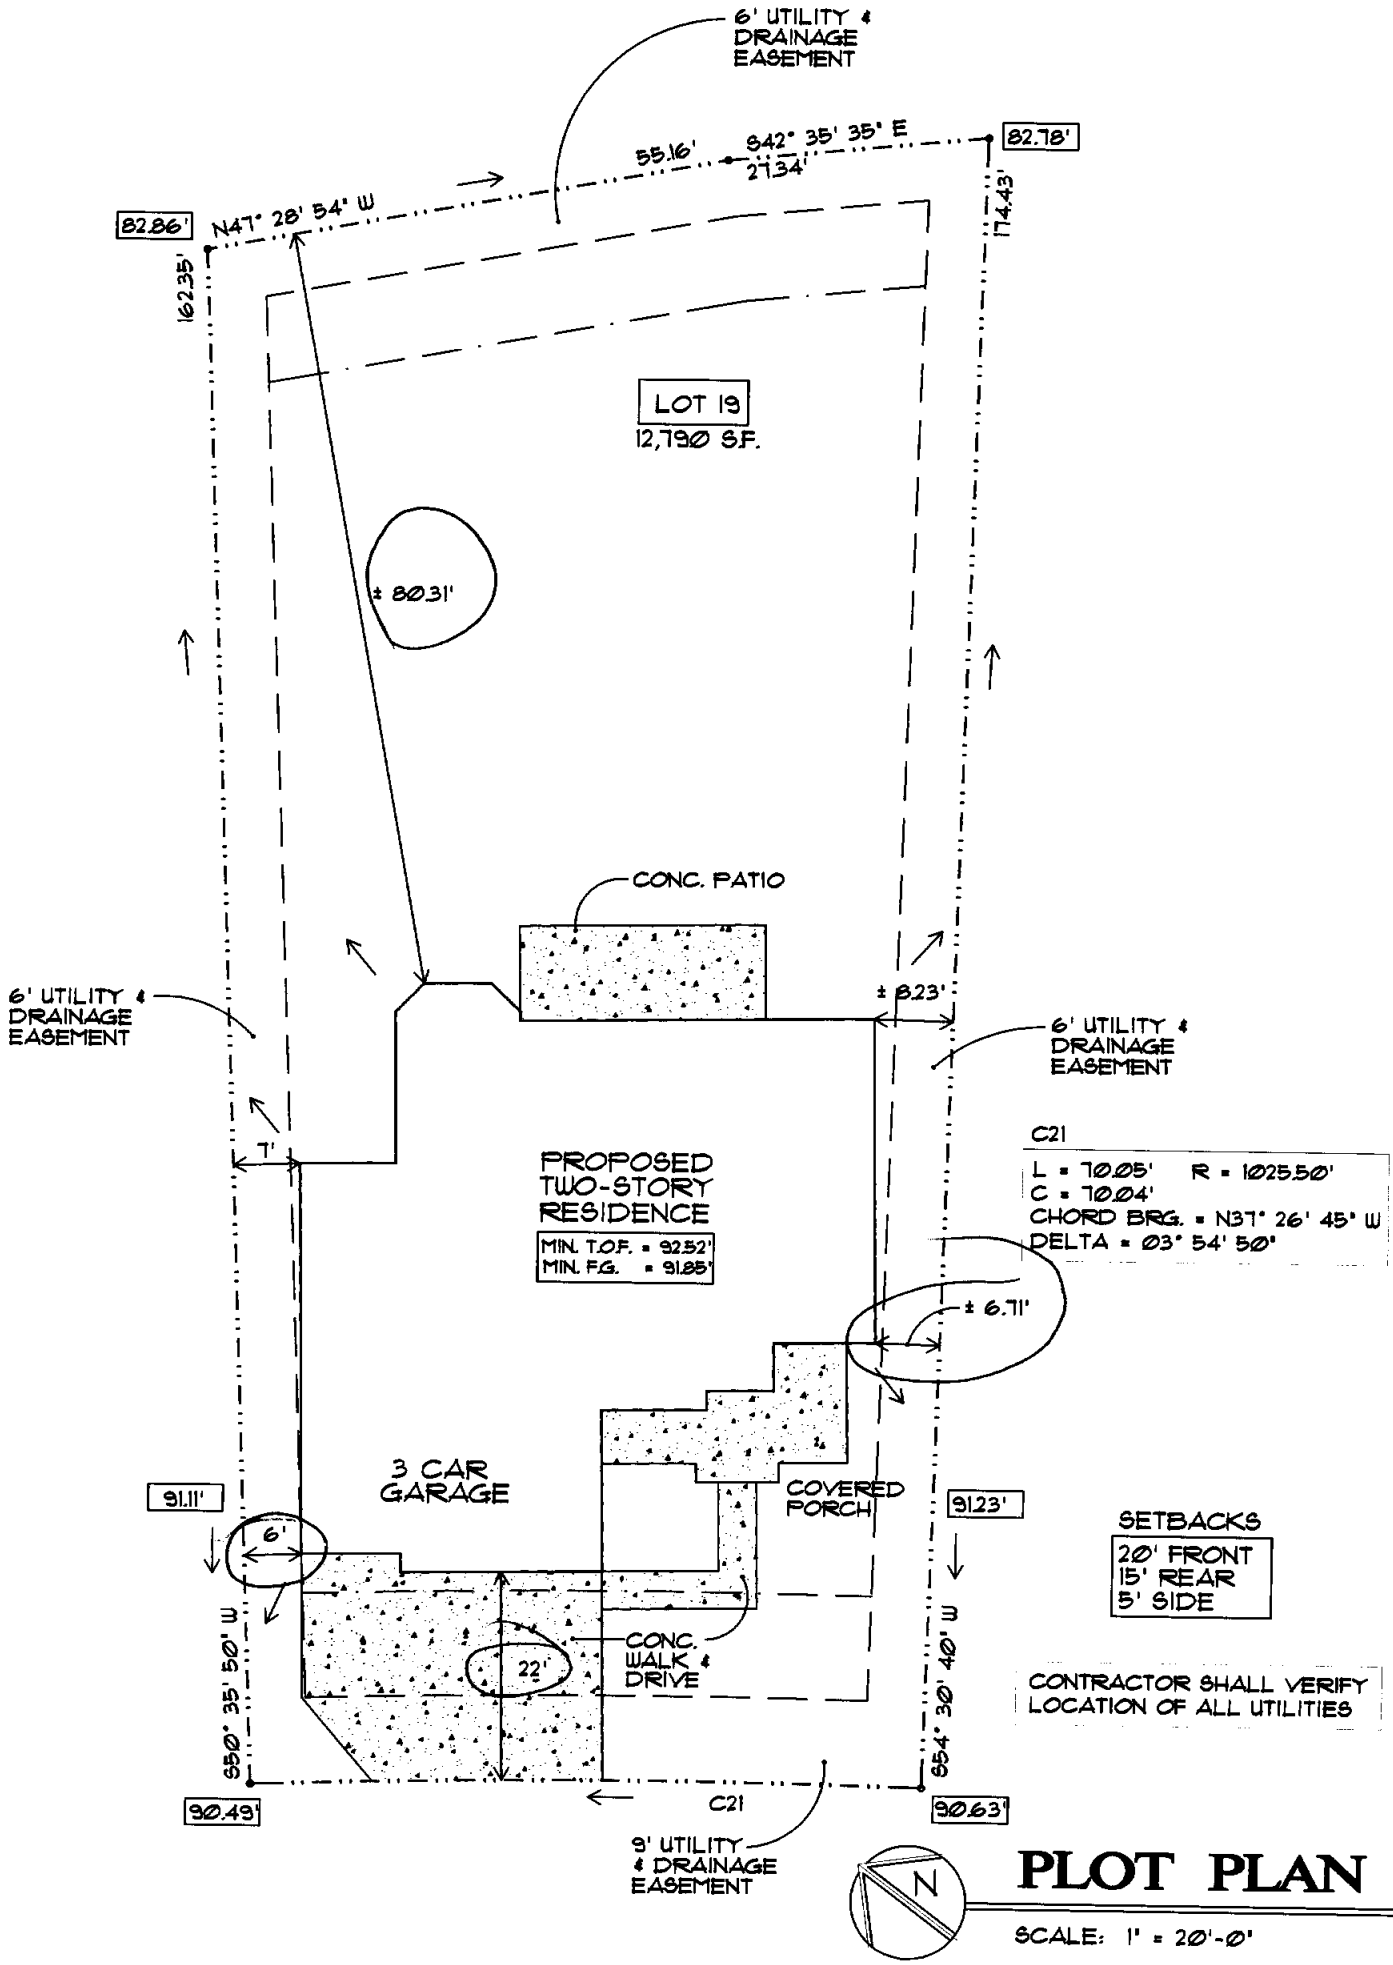 6' UTILITY &
DRAINAGE
EASEMENT
55.16'
S42° 35' 35" E
27.34'
82.78'
82.86'
N47° 28' 54" W
162.35'
174.43'
LOT 19
12,790 S.F.
± 80.31'
CONC. PATIO
± 8.23'
6' UTILITY &
DRAINAGE
EASEMENT
6' UTILITY &
DRAINAGE
EASEMENT
7'
C21
L = 70.05' R = 1025.50'
C = 70.04'
CHORD BRG. = N37° 26' 45" W
DELTA = 03° 54' 50"
PROPOSED
TWO-STORY
RESIDENCE
MIN. T.O.F. = 92.52'
MIN. F.G. = 91.85'
± 6.71'
3 CAR
GARAGE
COVERED
PORCH
91.11'
91.23'
6'
SETBACKS
20' FRONT
15' REAR
5' SIDE
S50° 35' 50" W
22'
CONC.
WALK &
DRIVE
S54° 30' 40" W
CONTRACTOR SHALL VERIFY
LOCATION OF ALL UTILITIES
90.49'
C21
90.63'
9' UTILITY
& DRAINAGE
EASEMENT
N
PLOT PLAN
SCALE: 1" = 20'-0"